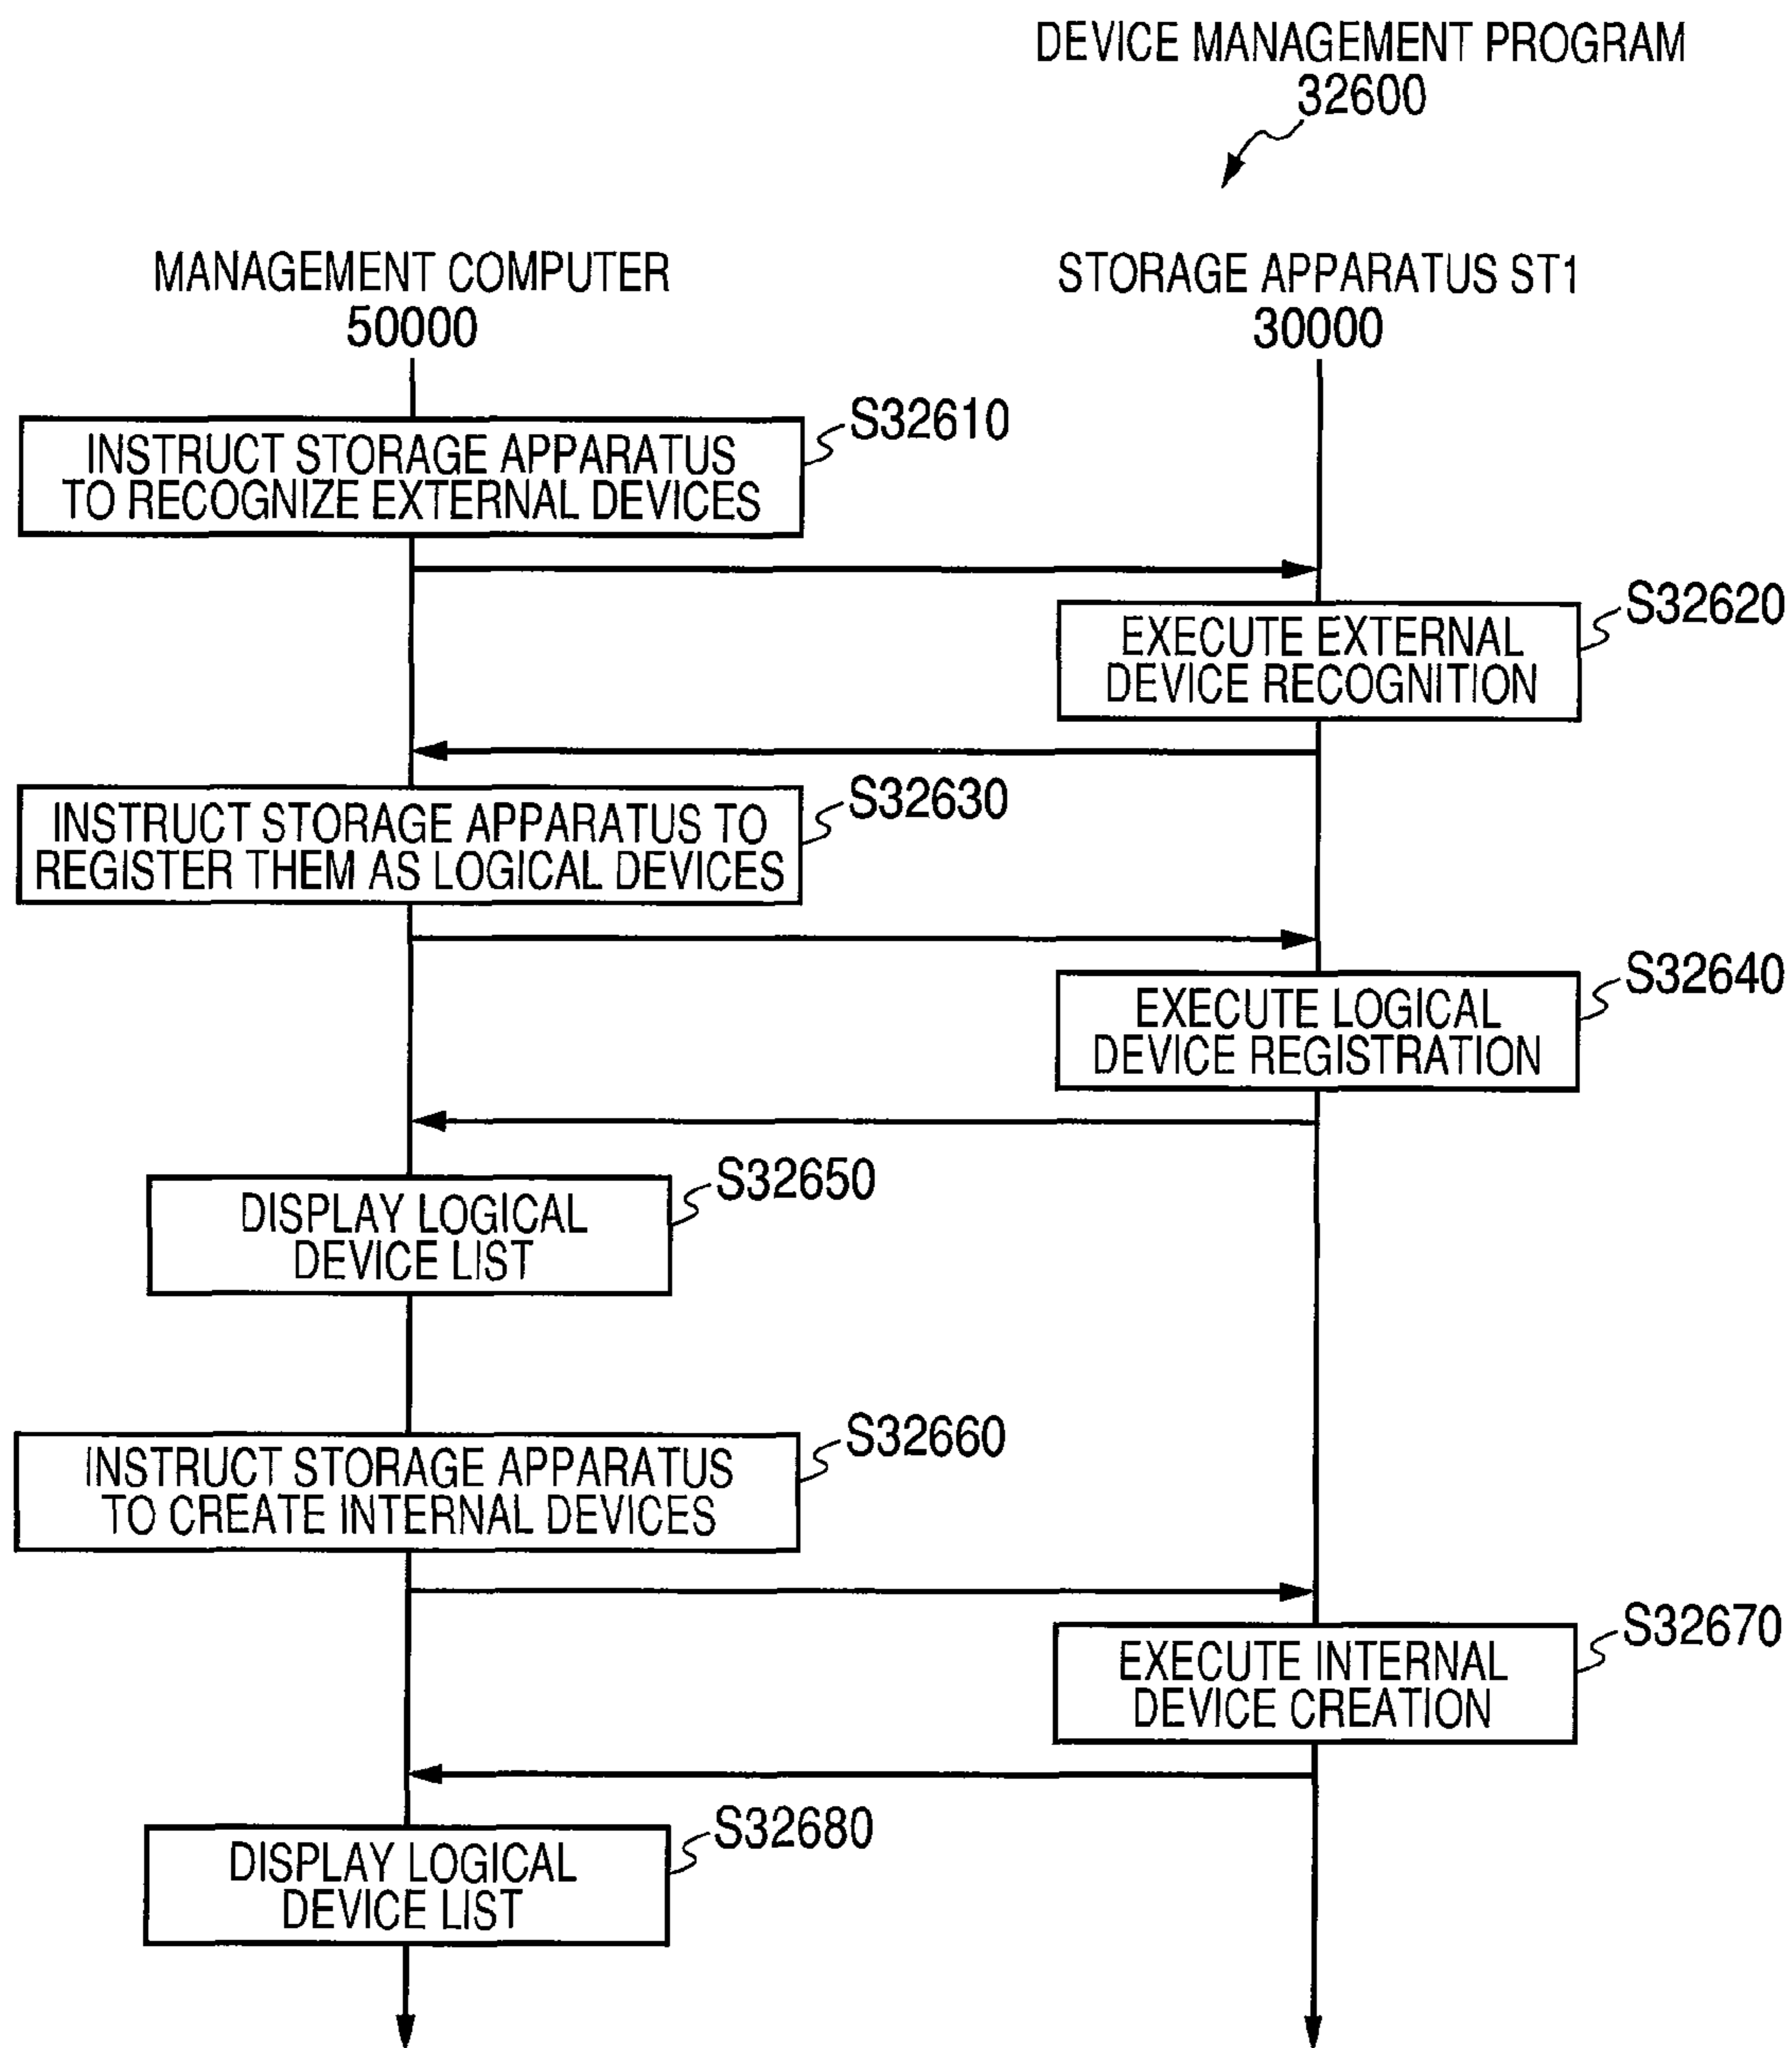 DEVICE MANAGEMENT PROGRAM
32600
MANAGEMENT COMPUTER
50000
STORAGE APPARATUS ST1
30000
S32610
INSTRUCT STORAGE APPARATUS
TO RECOGNIZE EXTERNAL DEVICES
S32620
EXECUTE EXTERNAL
DEVICE RECOGNITION
S32630
INSTRUCT STORAGE APPARATUS TO
REGISTER THEM AS LOGICAL DEVICES
S32640
EXECUTE LOGICAL
DEVICE REGISTRATION
S32650
DISPLAY LOGICAL
DEVICE LIST
S32660
INSTRUCT STORAGE APPARATUS
TO CREATE INTERNAL DEVICES
S32670
EXECUTE INTERNAL
DEVICE CREATION
S32680
DISPLAY LOGICAL
DEVICE LIST